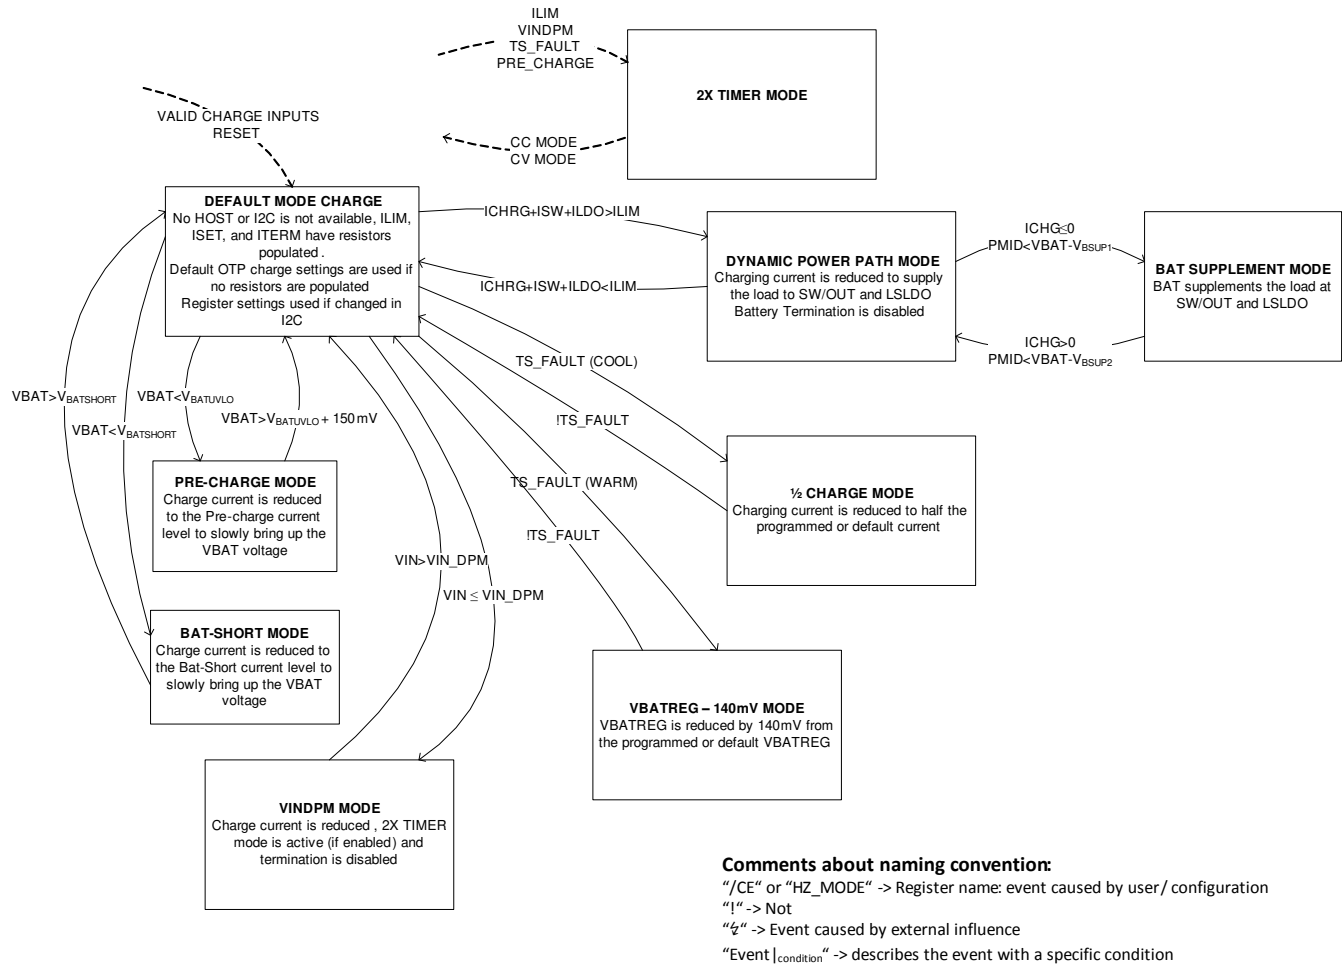 ILIM
VINDPM
TS_FAULT
PRE_CHARGE
2X TIMER MODE
VALID CHARGE INPUTS
RESET
CC MODE
CV MODE
DEFAULT MODE CHARGE
No HOST or I2C is not available, ILIM,
ISET, and ITERM have resistors
populated .
Default OTP charge settings are used if
no resistors are populated
Register settings used if changed in
I2C
ICHRG+ISW+ILDO>ILIM
ICHRG+ISW+ILDO<ILIM
DYNAMIC POWER PATH MODE
Charging current is reduced to supply
the load to SW/OUT and LSLDO
Battery Termination is disabled
ICHG≤0
PMID<VBAT-VBSUP1
ICHG>0
PMID<VBAT-VBSUP2
BAT SUPPLEMENT MODE
BAT supplements the load at
SW/OUT and LSLDO
TS_FAULT (COOL)
!TS_FAULT
VBAT>VBATSHORT
VBAT<VBATSHORT
VBAT<VBATUVLO
VBAT>VBATUVLO + 150mV
PRE-CHARGE MODE
Charge current is reduced
to the Pre-charge current
level to slowly bring up the
VBAT voltage
TS_FAULT (WARM)
!TS_FAULT
½ CHARGE MODE
Charging current is reduced to half the
programmed or default current
VIN>VIN_DPM
VIN ≤ VIN_DPM
BAT-SHORT MODE
Charge current is reduced to
the Bat-Short current level to
slowly bring up the VBAT
voltage
VBATREG – 140mV MODE
VBATREG is reduced by 140mV from
the programmed or default VBATREG
VINDPM MODE
Charge current is reduced , 2X TIMER
mode is active (if enabled) and
termination is disabled
Comments about naming convention:
“/CE“ or “HZ_MODE“ -> Register name: event caused by user/ configuration
“!“ -> Not
“↯“ -> Event caused by external influence
“Event|condition“ -> describes the event with a specific condition